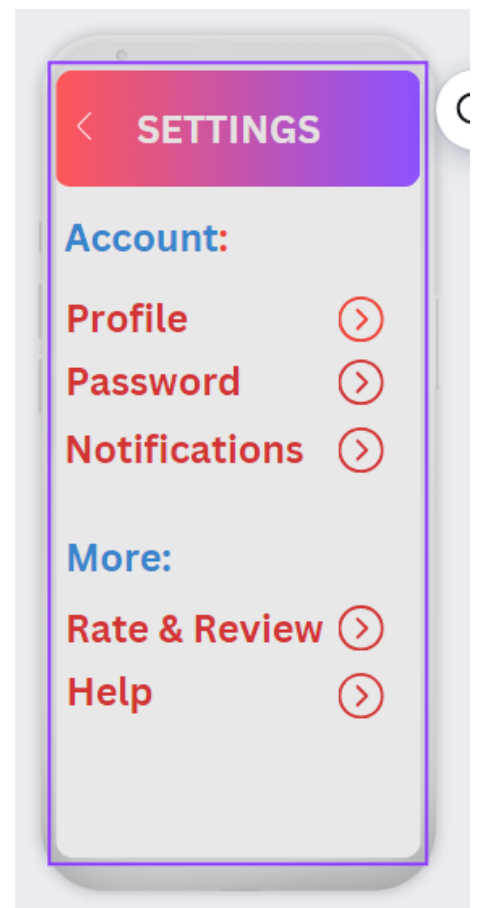 SETTINGS
Account:
Profile
Password
Notifications
More:
Rate & Review
Help